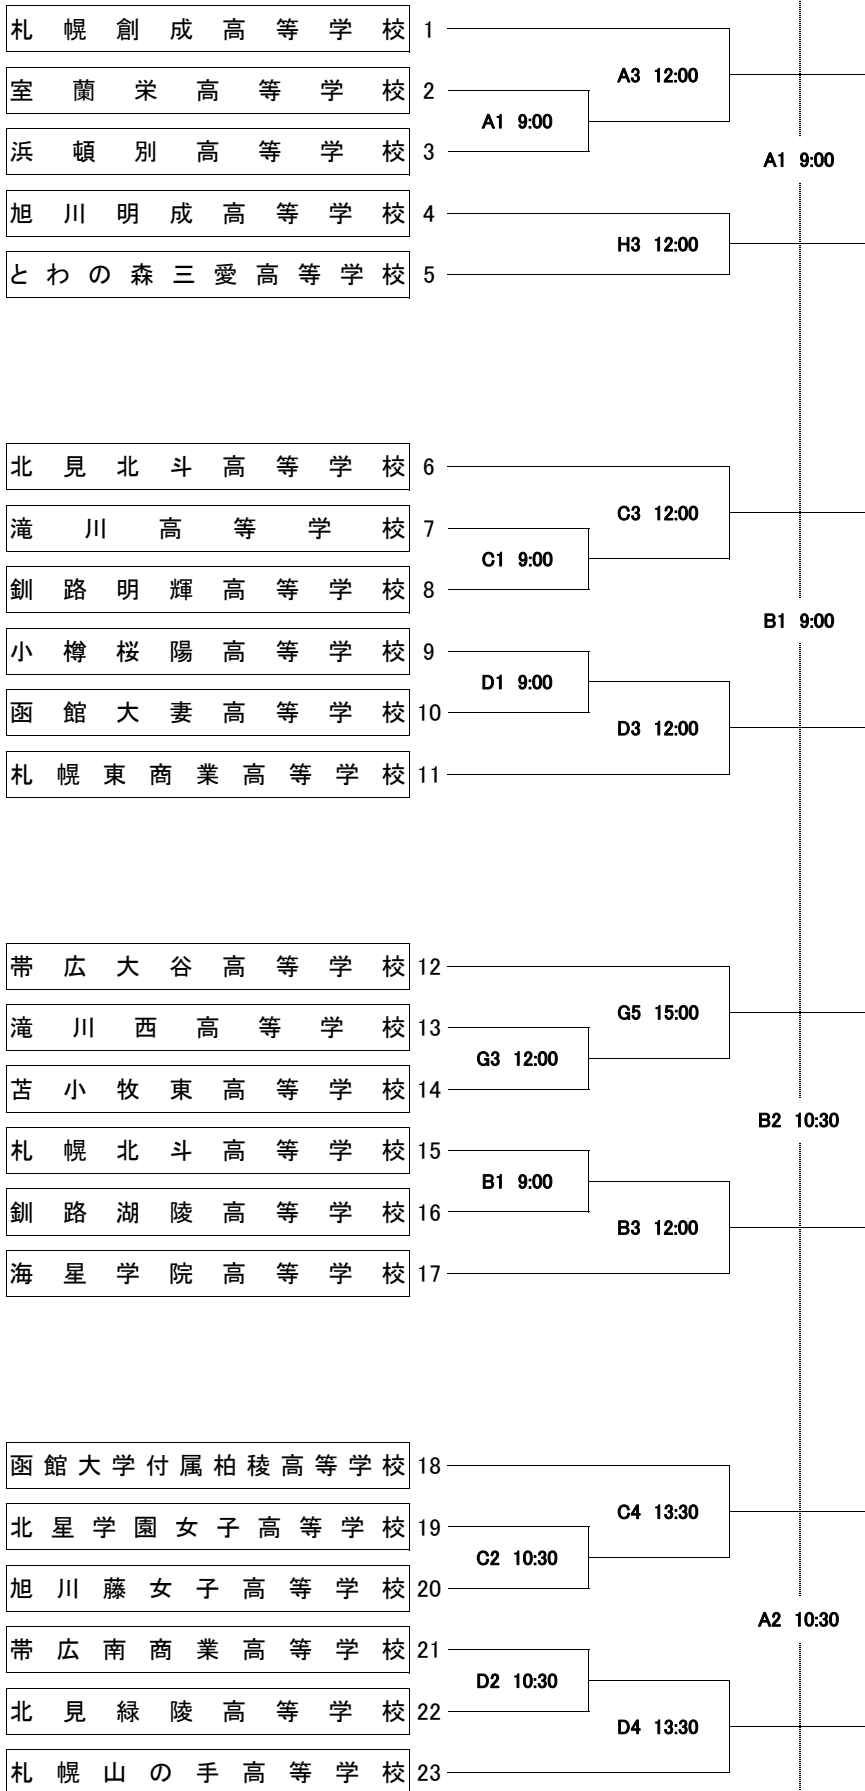 札幌創成高等学校 1
A3 12:00
室蘭栄高等学校 2
A1 9:00
浜頓別高等学校 3
A1 9:00
旭川明成高等学校 4
H3 12:00
とわの森三愛高等学校 5
北見北斗高等学校 6
C3 12:00
滝川高等学校 7
C1 9:00
釧路明輝高等学校 8
B1 9:00
小樽桜陽高等学校 9
D1 9:00
函館大妻高等学校 10
D3 12:00
札幌東商業高等学校 11
帯広大谷高等学校 12
G5 15:00
滝川西高等学校 13
G3 12:00
苫小牧東高等学校 14
B2 10:30
札幌北斗高等学校 15
B1 9:00
釧路湖陵高等学校 16
B3 12:00
海星学院高等学校 17
函館大学付属柏稜高等学校 18
C4 13:30
北星学園女子高等学校 19
C2 10:30
旭川藤女子高等学校 20
A2 10:30
帯広南商業高等学校 21
D2 10:30
北見緑陵高等学校 22
D4 13:30
札幌山の手高等学校 23